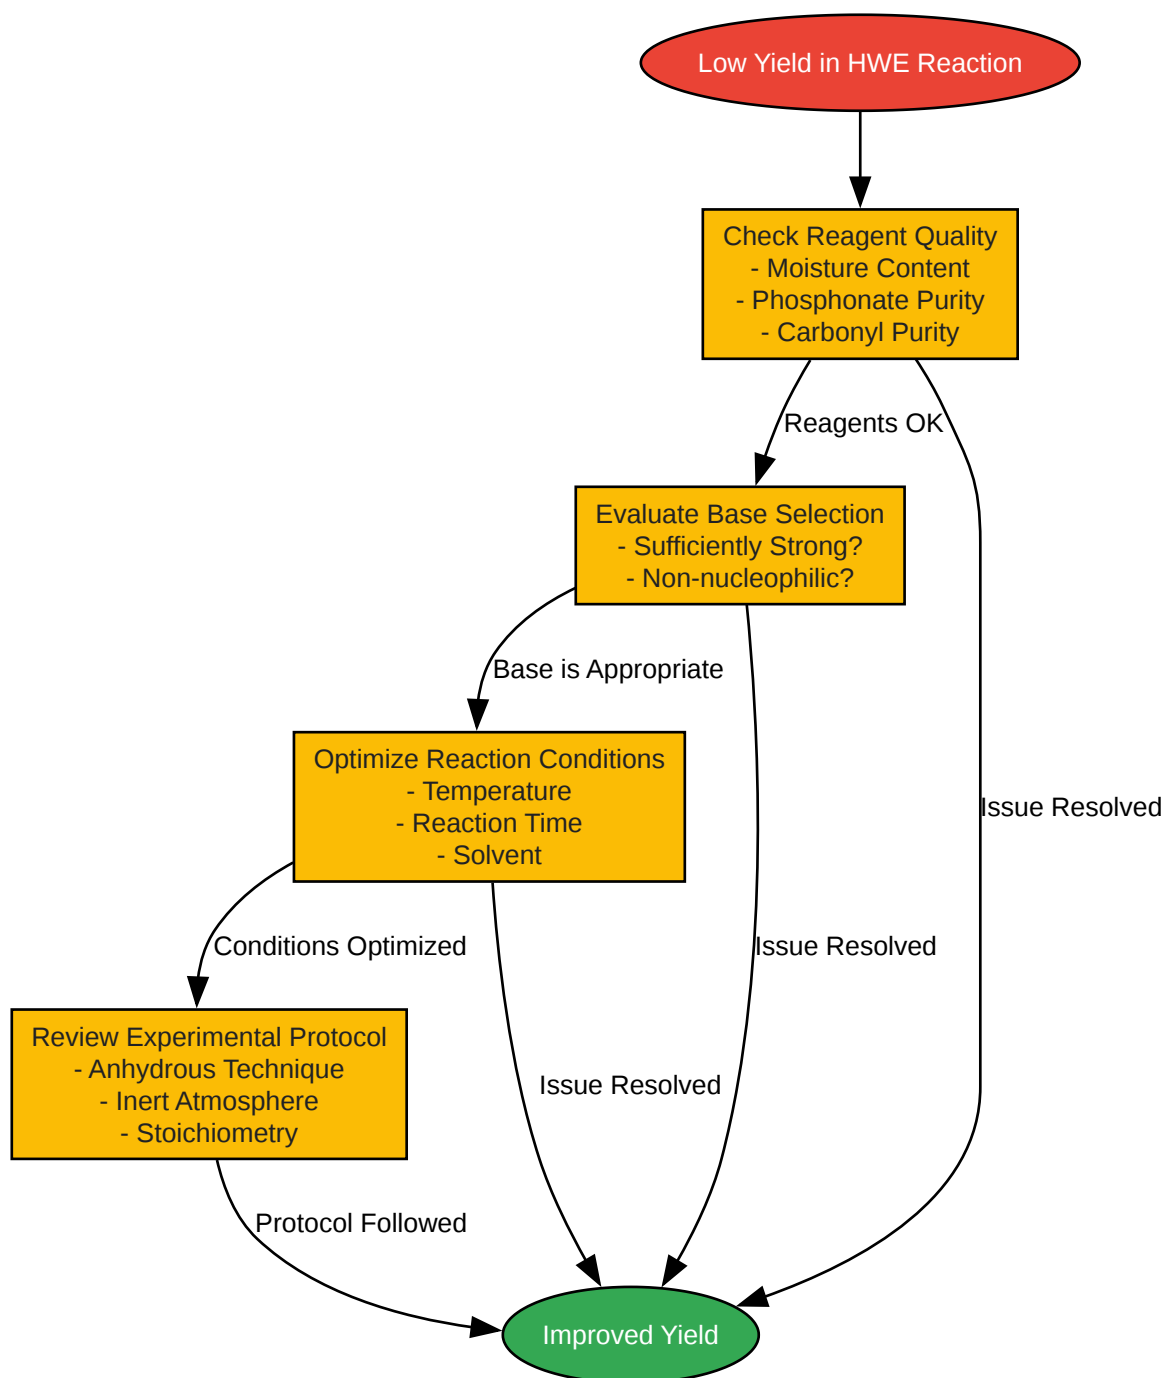 Low Yield in HWE Reaction
Check Reagent Quality
- Moisture Content
- Phosphonate Purity
- Carbonyl Purity
Reagents OK
Evaluate Base Selection
- Sufficiently Strong?
- Non-nucleophilic?
Base is Appropriate
Optimize Reaction Conditions
- Temperature
- Reaction Time
- Solvent
Issue Resolved
Conditions Optimized
Issue Resolved
Review Experimental Protocol
- Anhydrous Technique
- Inert Atmosphere
- Stoichiometry
Issue Resolved
Protocol Followed
Improved Yield